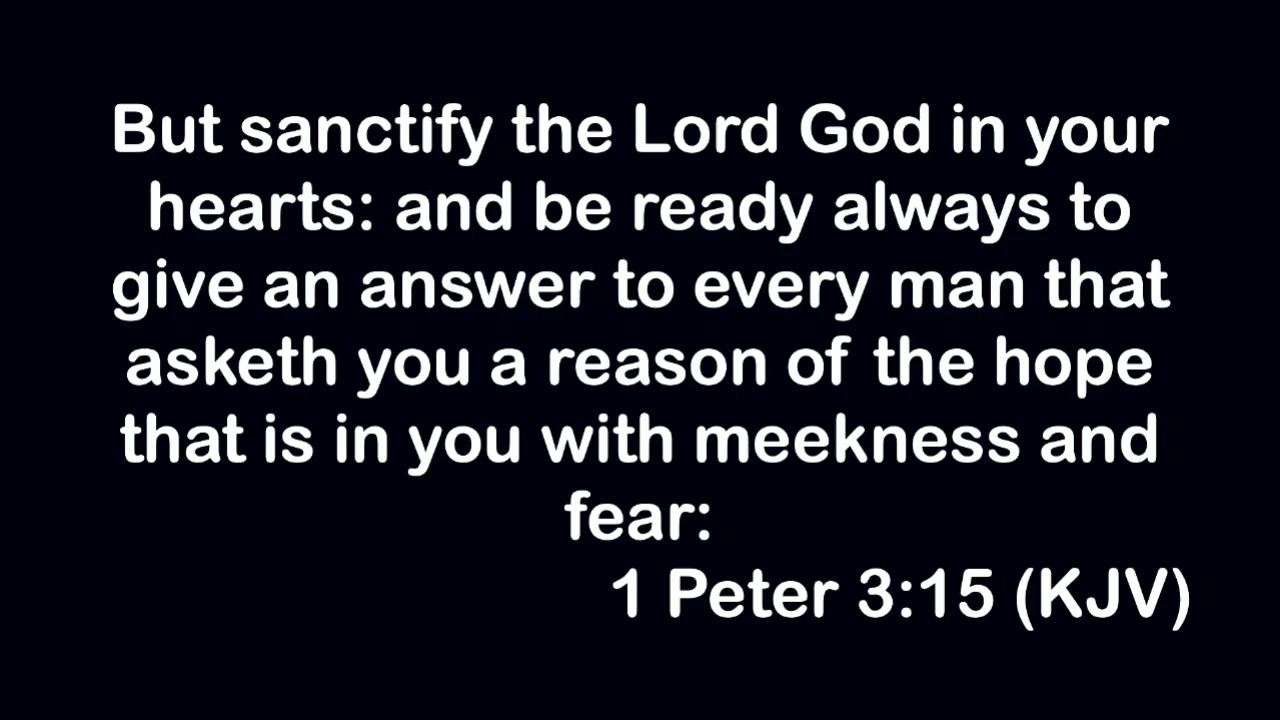 But sanctify the Lord God in your
hearts: and be ready always to
give an answer to every man that
asketh you a reason of the hope
that is in you with meekness and
fear:
1 Peter 3:15 (KJV)